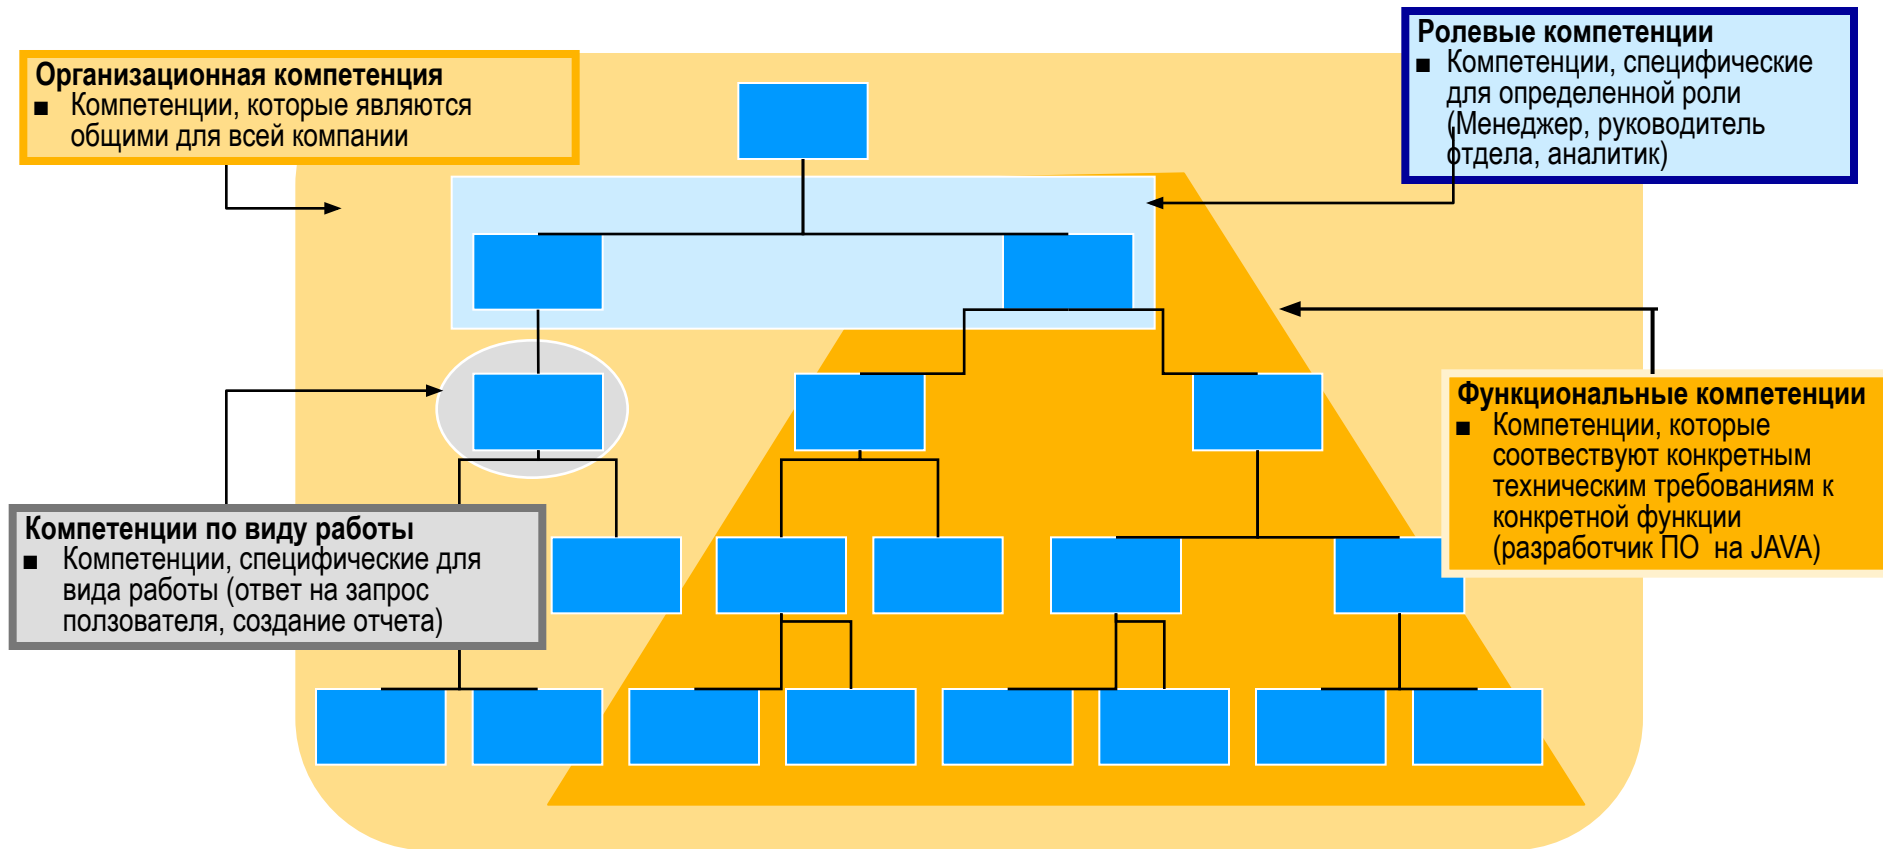 Организационная компетенция
■ Компетенции, которые являются
общими для всей компании
Ролевые компетенции
■ Компетенции, специфические
для определенной роли
(Менеджер, руководитель
отдела, аналитик)
Функциональные компетенции
■ Компетенции, которые
соотвествуют конкретным
техническим требованиям к
конкретной функции
(разработчик ПО на JAVA)
Компетенции по виду работы
■ Компетенции, специфические для
вида работы (ответ на запрос
ползователя, создание отчета)